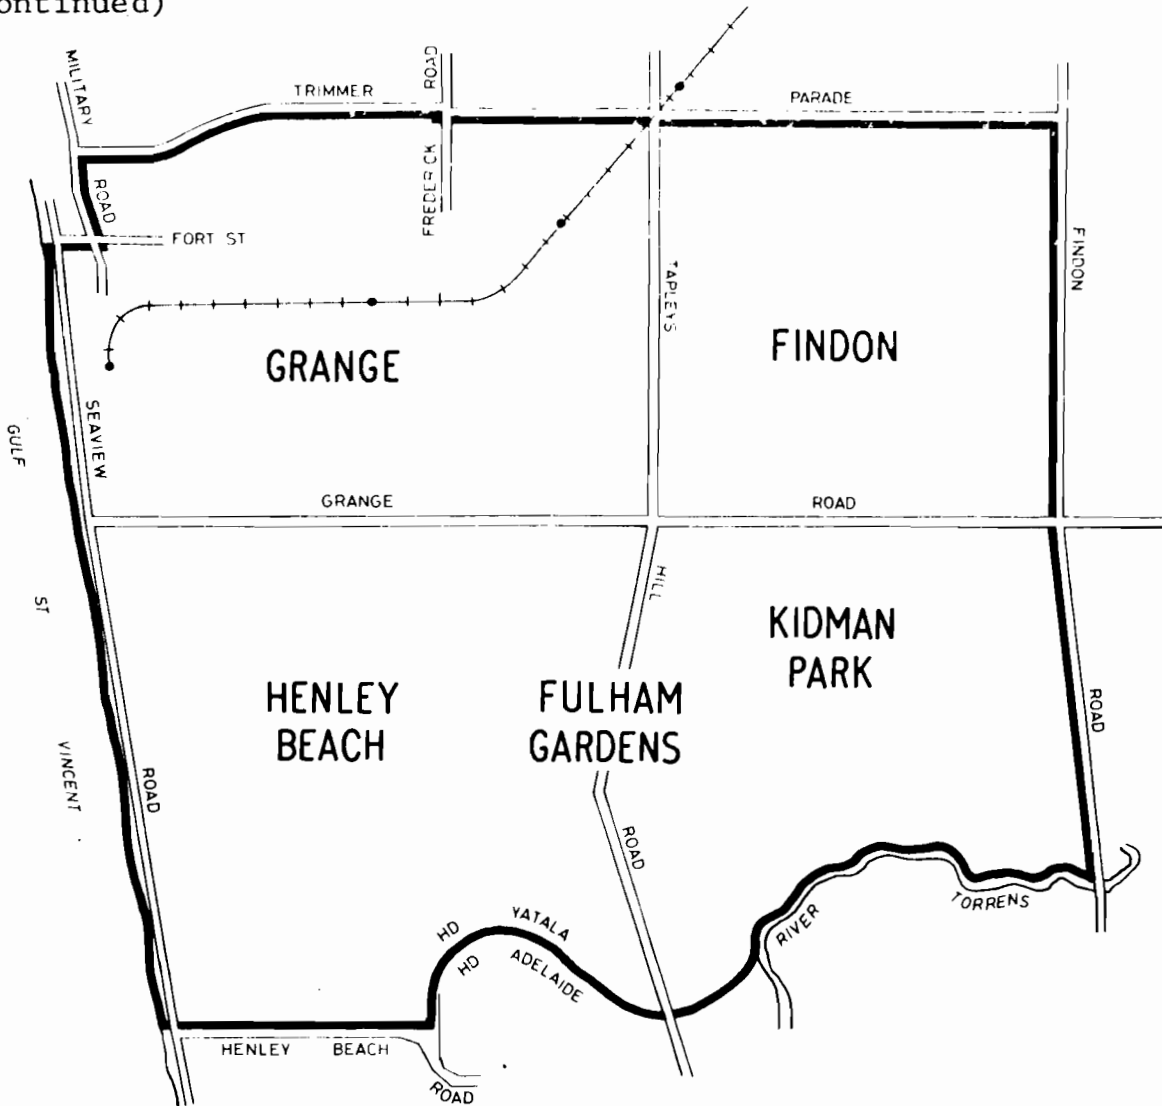 ontinued)
MILITARY
ROAD
TRIMMER
PARADE
FREDERICK ROAD
FORT ST
TAPLEYS
FINDON
GRANGE
FINDON
SEAVIEW
GULF
GRANGE
ROAD
ST
HILL
KIDMAN
PARK
HENLEY
BEACH
FULHAM
GARDENS
ROAD
VINCENT
ROAD
ROAD
TORRENS
RIVER
HD YATALA
HD ADELAIDE
HENLEY BEACH
ROAD